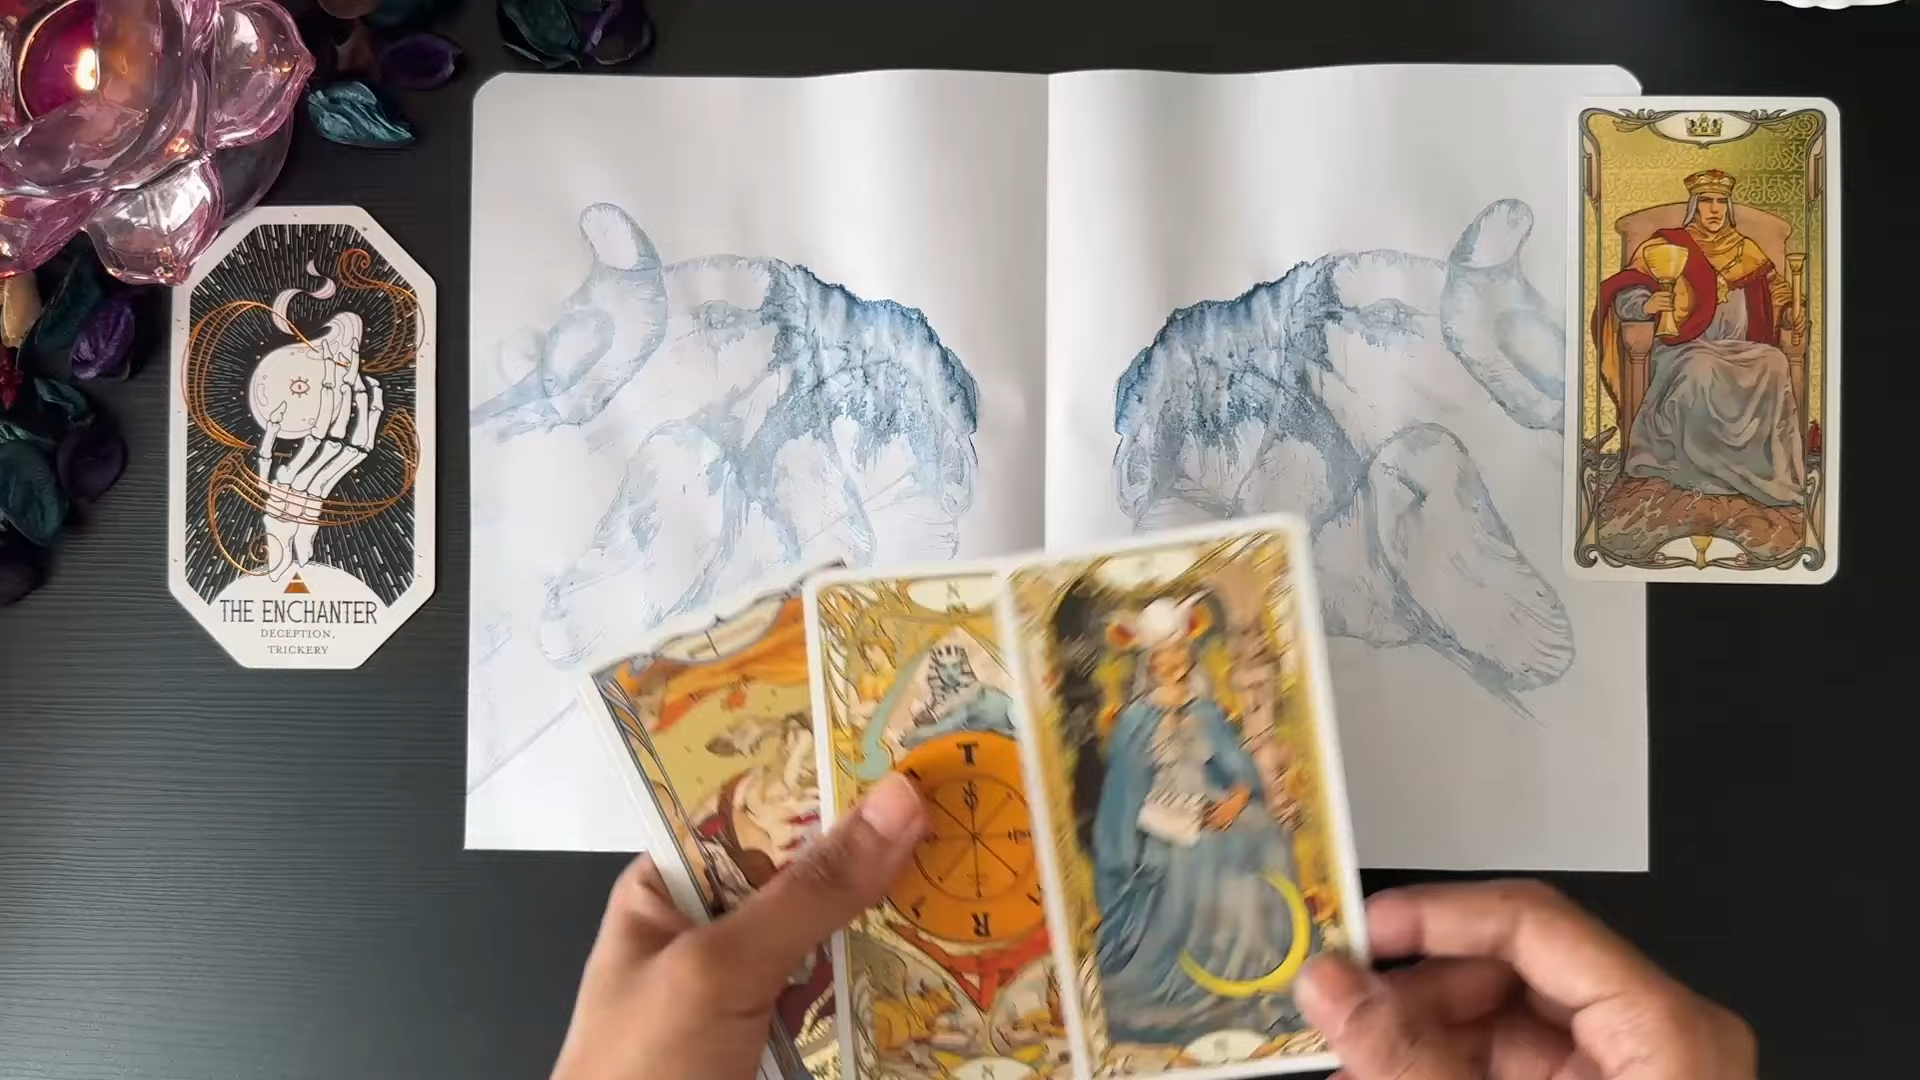 THE ENCHANTER
DECEPTION,
TRICKERY
T
R